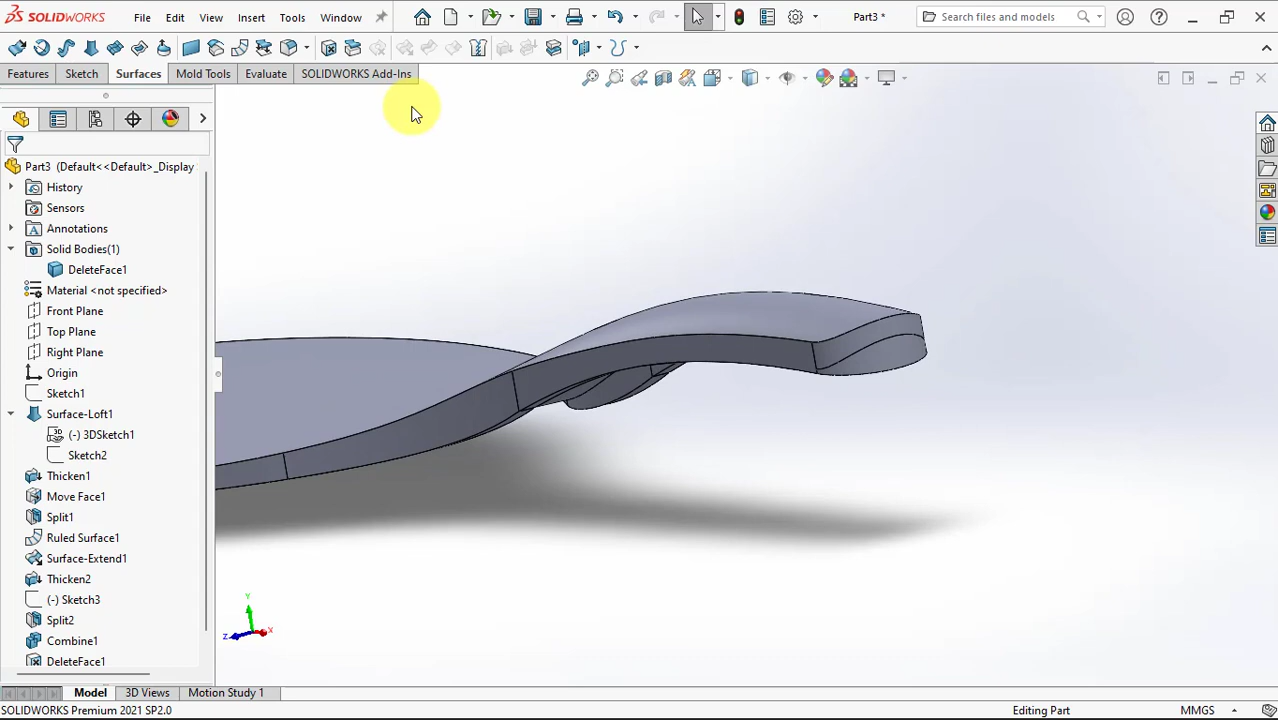 SOLIDWORKS File Edit View Insert Tools Window Part3 * Search files and models
Features Sketch Surfaces Mold Tools Evaluate SOLIDWORKS Add-Ins
Part3 (Default<<Default>_Display
History
Sensors
Annotations
Solid Bodies(1)
DeleteFace1
Material <not specified>
Front Plane
Top Plane
Right Plane
Origin
Sketch1
Surface-Loft1
(-) 3DSketch1
Sketch2
Thicken1
Move Face1
Split1
Ruled Surface1
Surface-Extend1
Thicken2
(-) Sketch3
Split2
Combine1
DeleteFace1
Y
Z
X
Model 3D Views Motion Study 1
SOLIDWORKS Premium 2021 SP2.0 Editing Part MMGS